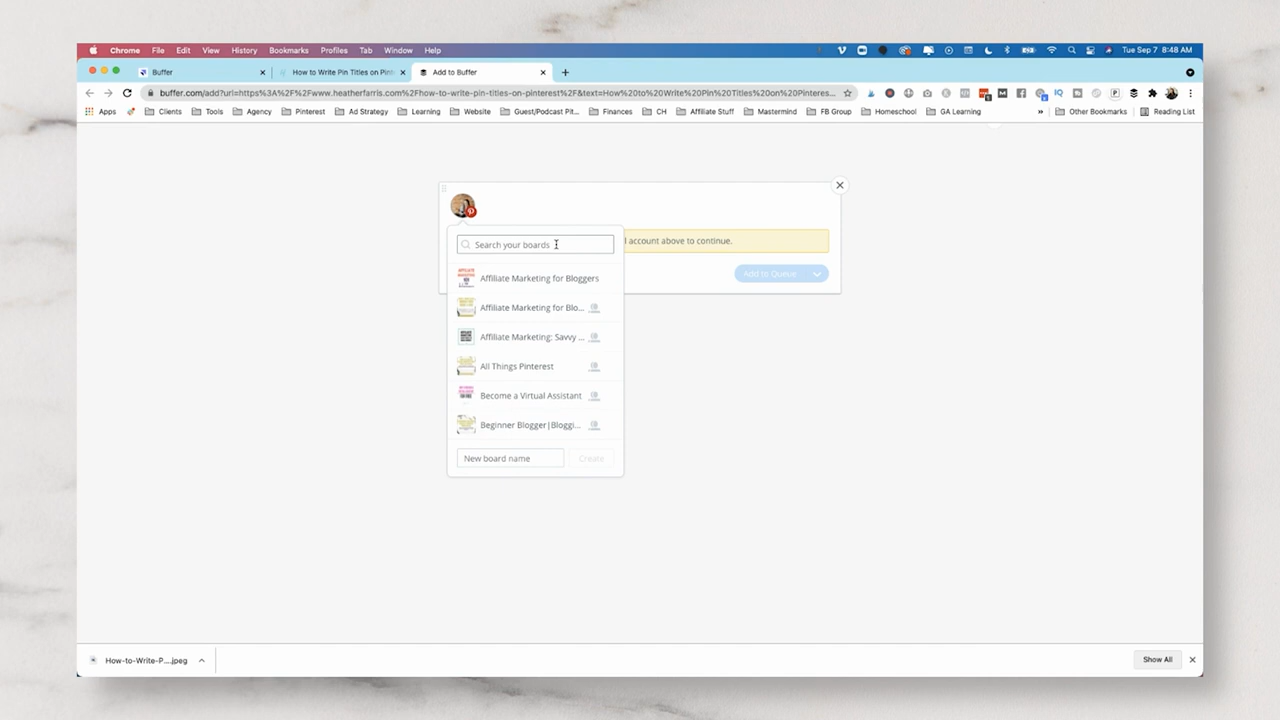 Chrome File Edit View History Bookmarks Profiles Tab Window Help Tue Sep 7 8:48 AM
Buffer How to Write Pin Titles on Pint Add to Buffer
buffer.com/add?url=https%3A%2F%2Fwww.heatherfarris.com%2Fhow-to-write-pin-titles-on-pinterest%2F&text=How%20to%20Write%20Pin%20Titles%20on%20Pinteres...
Apps Clients Tools Agency Pinterest Ad Strategy Learning Website Guest/Podcast Pit... Finances CH Affiliate Stuff Mastermind FB Group Homeschool GA Learning » Other Bookmarks Reading List
Search your boards
l account above to continue.
Add to Queue
Affiliate Marketing for Bloggers
Affiliate Marketing for Blo...
Affiliate Marketing: Savvy ...
All Things Pinterest
Become a Virtual Assistant
Beginner Blogger|Bloggi...
New board name Create
How-to-Write-P....jpeg Show All